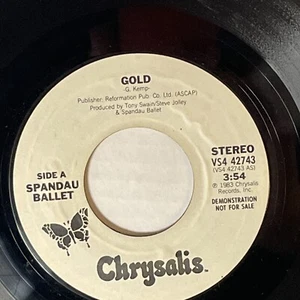 GOLD
-G. Kemp-
Publisher: Reformation Pub. Co. Ltd. (ASCAP)
Produced by Tony Swain/Steve Jolley
& Spandau Ballet
STEREO
VS4 42743
(VS4 42743 AS)
3:54
℗ 1983 Chrysalis
Records, Inc.
DEMONSTRATION
NOT FOR SALE
SIDE A
SPANDAU
BALLET
Chrysalis